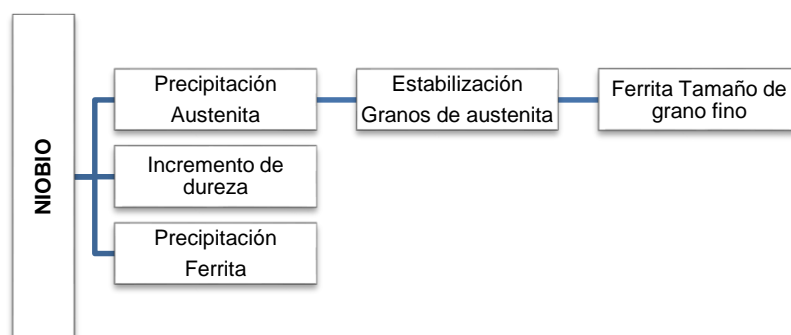 NIOBIO
Precipitación
Austenita
Estabilización
Granos de austenita
Ferrita Tamaño de
grano fino
Incremento de
dureza
Precipitación
Ferrita